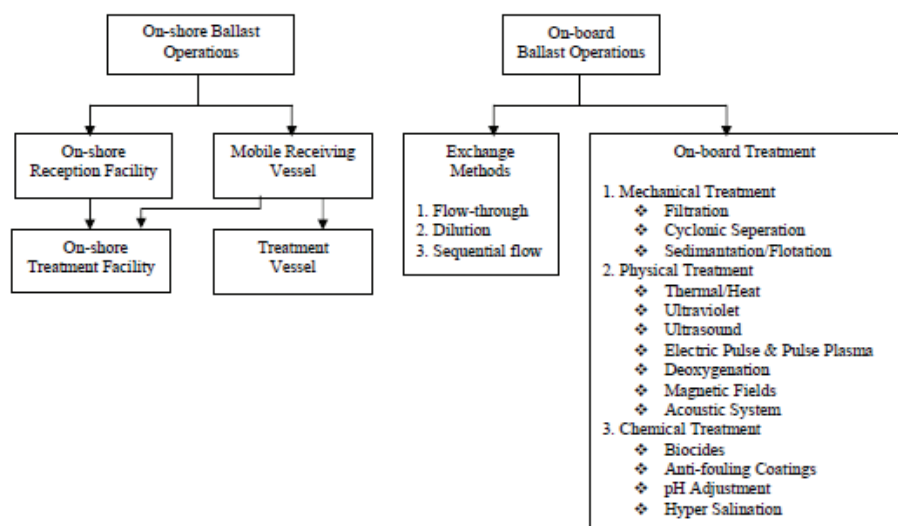 On-shore Ballast
Operations
On-board
Ballast Operations
On-shore
Reception Facility
Mobile Receiving
Vessel
On-shore
Treatment Facility
Treatment
Vessel
Exchange
Methods
1. Flow-through
2. Dilution
3. Sequential flow
On-board Treatment
1. Mechanical Treatment
❖ Filtration
❖ Cyclonic Seperation
❖ Sedimantation/Flotation
2. Physical Treatment
❖ Thermal/Heat
❖ Ultraviolet
❖ Ultrasound
❖ Electric Pulse & Pulse Plasma
❖ Deoxygenation
❖ Magnetic Fields
❖ Acoustic System
3. Chemical Treatment
❖ Biocides
❖ Anti-fouling Coatings
❖ pH Adjustment
❖ Hyper Salination